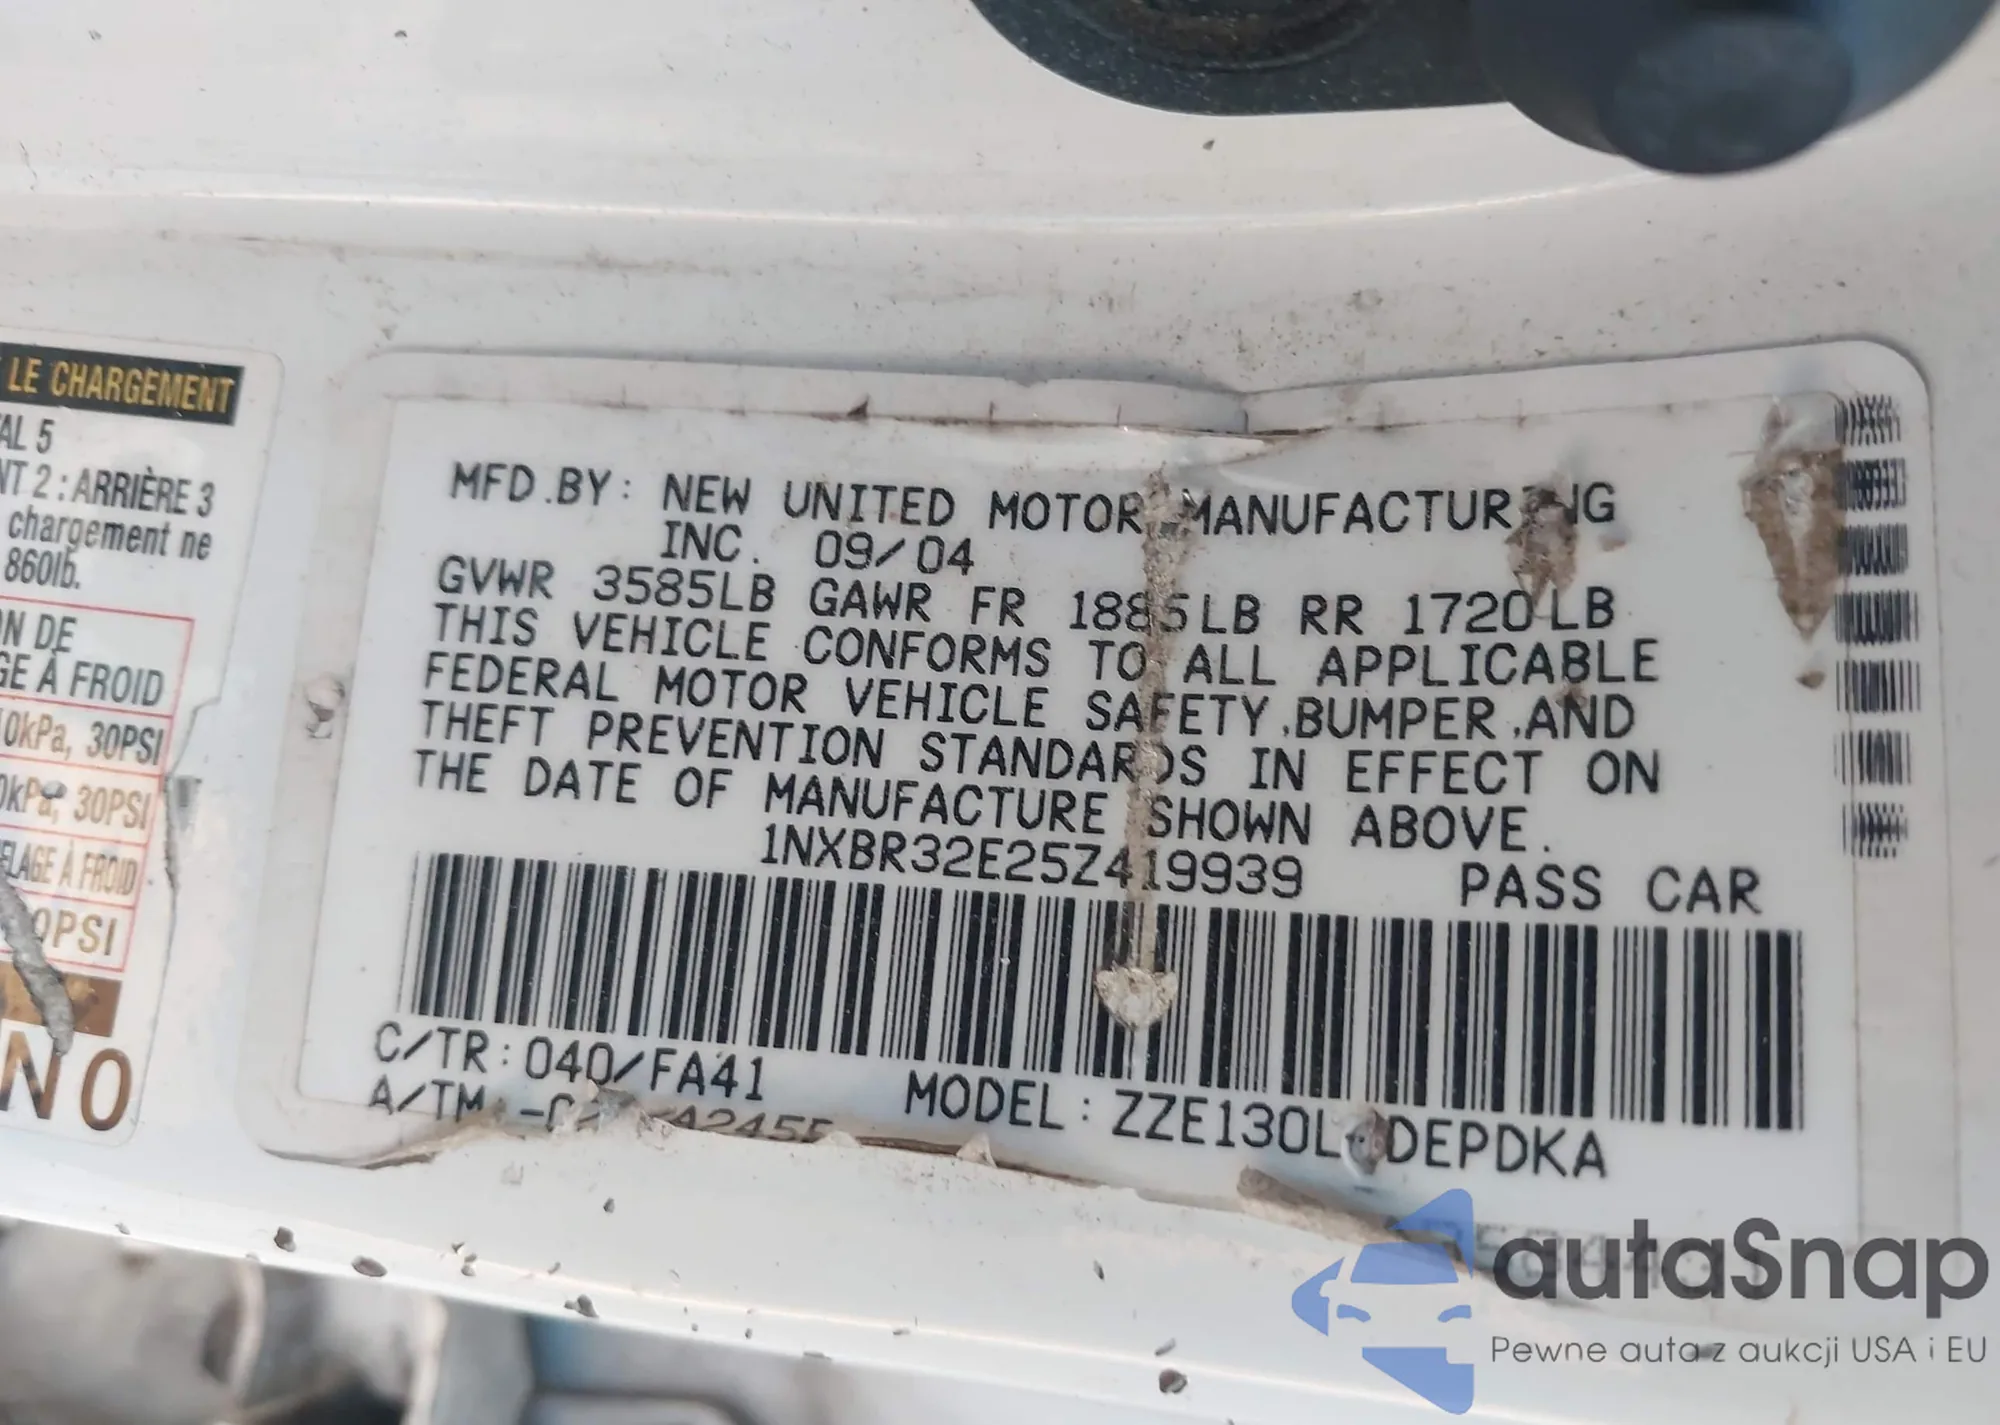 LE CHARGEMENT
AL 5
NT 2 : ARRIÈRE 3
chargement ne
860lb.
N DE
GE À FROID
0kPa, 30PSI
0kPa, 30PSI
FLAGE À FROID
0PSI
NO
MFD.BY: NEW UNITED MOTOR MANUFACTURING
INC. 09/04
GVWR 3585LB GAWR FR 1885LB RR 1720LB
THIS VEHICLE CONFORMS TO ALL APPLICABLE
FEDERAL MOTOR VEHICLE SAFETY,BUMPER,AND
THEFT PREVENTION STANDARDS IN EFFECT ON
THE DATE OF MANUFACTURE SHOWN ABOVE.
1NXBR32E25Z419939 PASS CAR
C/TR:040/FA41
A/TM
MODEL:ZZE130L-DEPDKA
autaSnap
Pewne auta z aukcji USA i EU